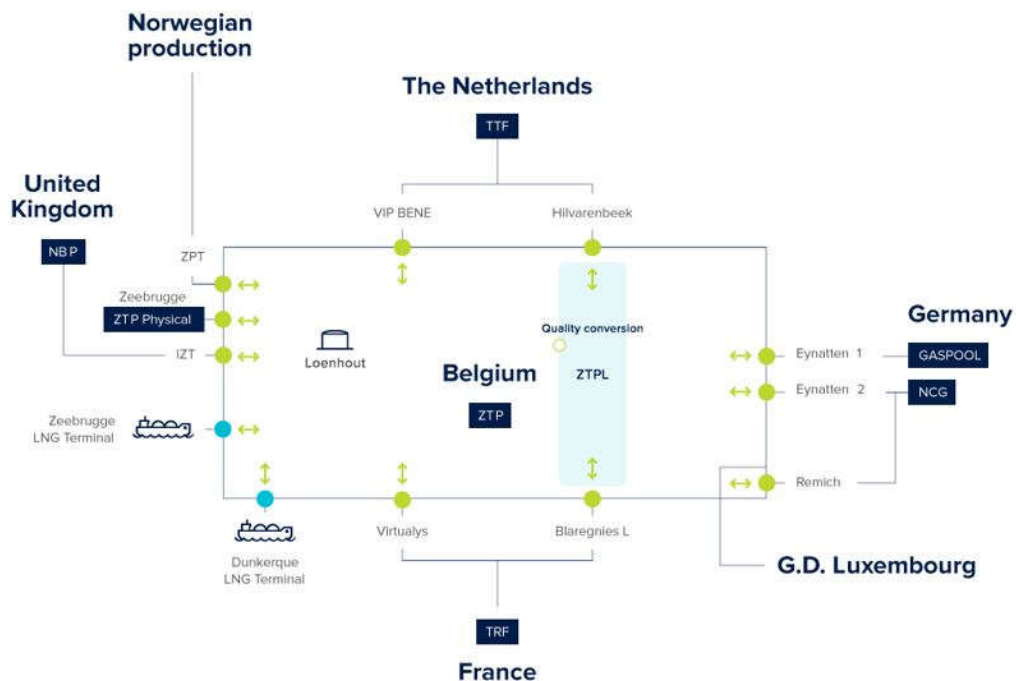 Norwegian
production
The Netherlands
TTF
United
Kingdom
NBP
VIP BENE
Hilvarenbeek
ZPT
Zeebrugge
ZTP Physical
IZT
Loenhout
Quality conversion
ZTPL
Belgium
ZTP
Germany
Eynatten 1
GASPOOL
Eynatten 2
NCG
Zeebrugge
LNG Terminal
Remich
Virtualys
Blaregnies L
Dunkerque
LNG Terminal
G.D. Luxembourg
TRF
France